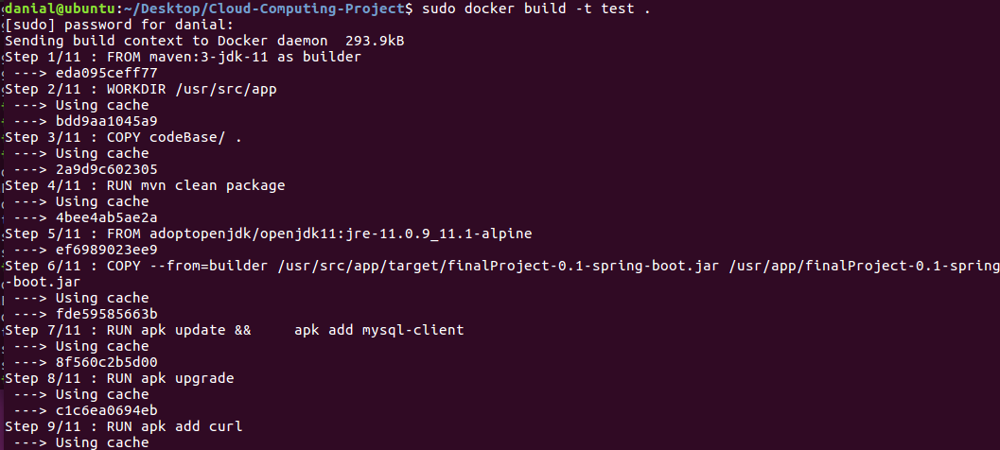 danial@ubuntu:~/Desktop/Cloud-Computing-Project$ sudo docker build -t test .
[sudo] password for danial:
Sending build context to Docker daemon  293.9kB
Step 1/11 : FROM maven:3-jdk-11 as builder
 ---> eda095ceff77
Step 2/11 : WORKDIR /usr/src/app
 ---> Using cache
 ---> bdd9aa1045a9
Step 3/11 : COPY codeBase/ .
 ---> Using cache
 ---> 2a9d9c602305
Step 4/11 : RUN mvn clean package
 ---> Using cache
 ---> 4bee4ab5ae2a
Step 5/11 : FROM adoptopenjdk/openjdk11:jre-11.0.9_11.1-alpine
 ---> ef6989023ee9
Step 6/11 : COPY --from=builder /usr/src/app/target/finalProject-0.1-spring-boot.jar /usr/app/finalProject-0.1-spring
-boot.jar
 ---> Using cache
 ---> fde59585663b
Step 7/11 : RUN apk update &&     apk add mysql-client
 ---> Using cache
 ---> 8f560c2b5d00
Step 8/11 : RUN apk upgrade
 ---> Using cache
 ---> c1c6ea0694eb
Step 9/11 : RUN apk add curl
 ---> Using cache